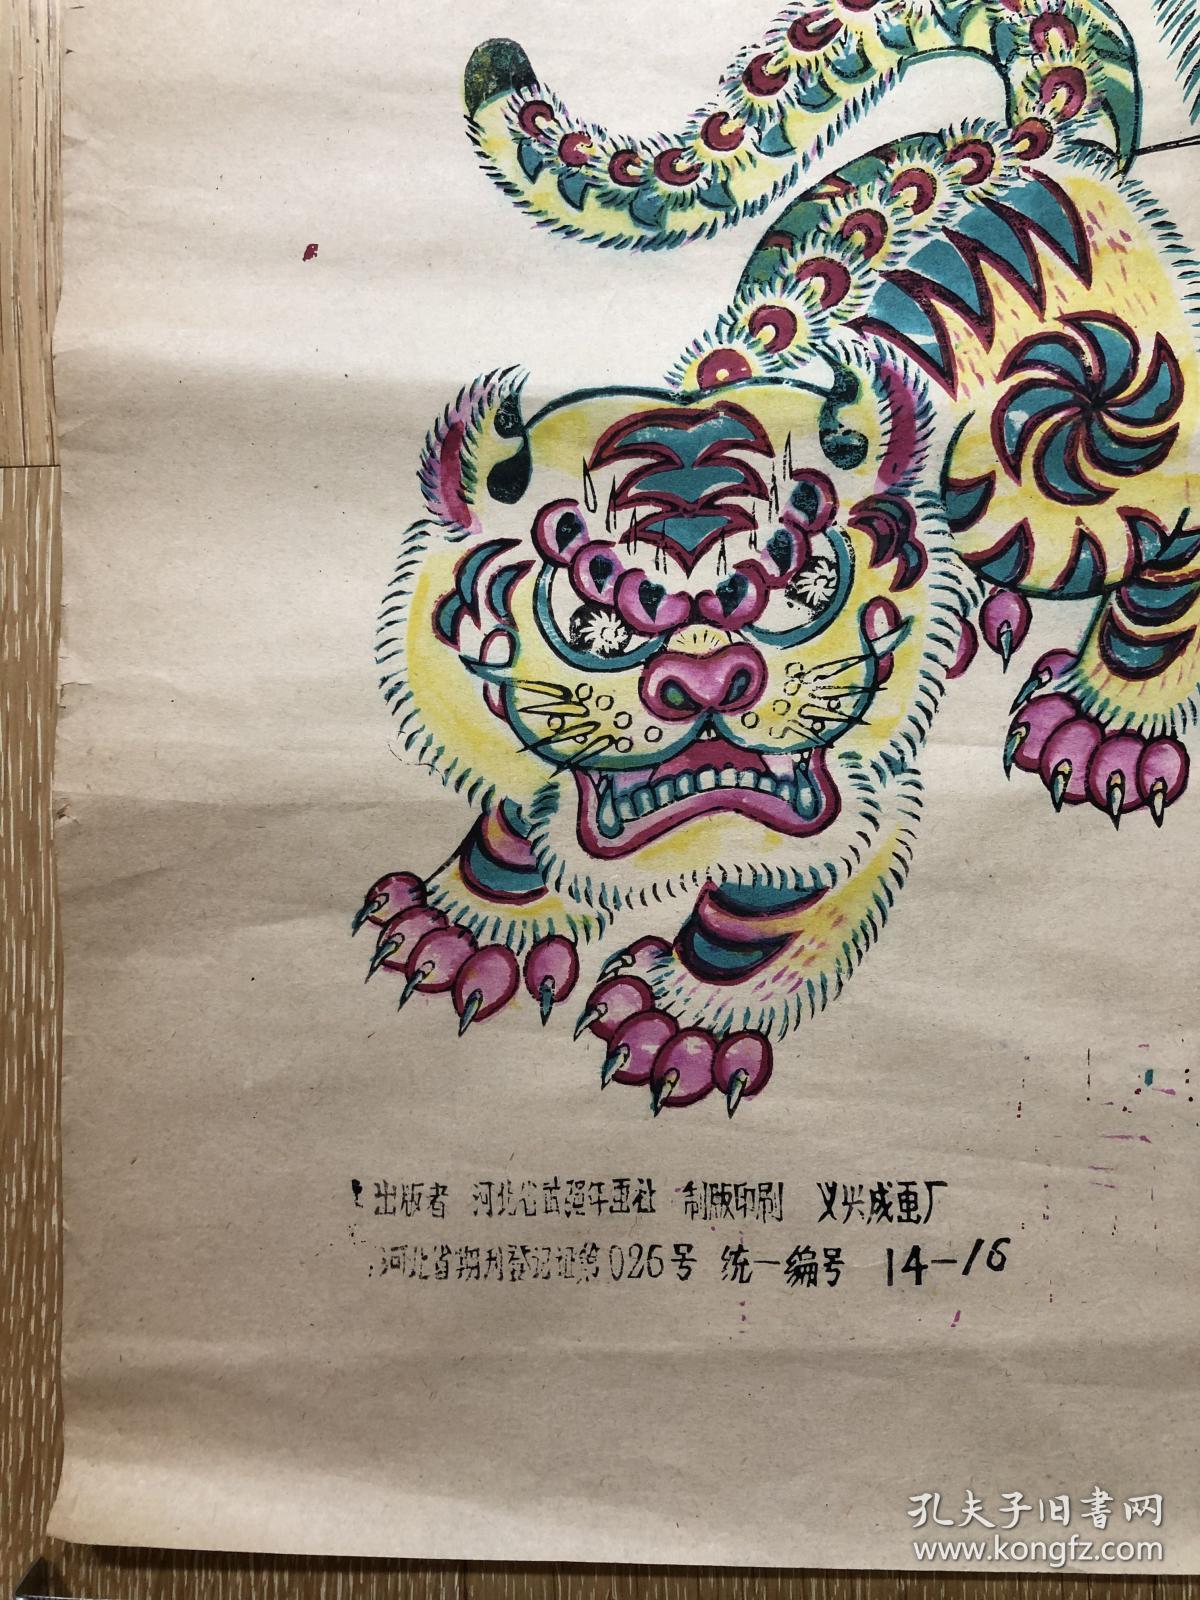 出版者 河北省武强年画社 制版印刷 义兴成画厂
河北省期刊登记证第026号 统一编号 14-16
孔夫子旧書网
www.kongfz.com